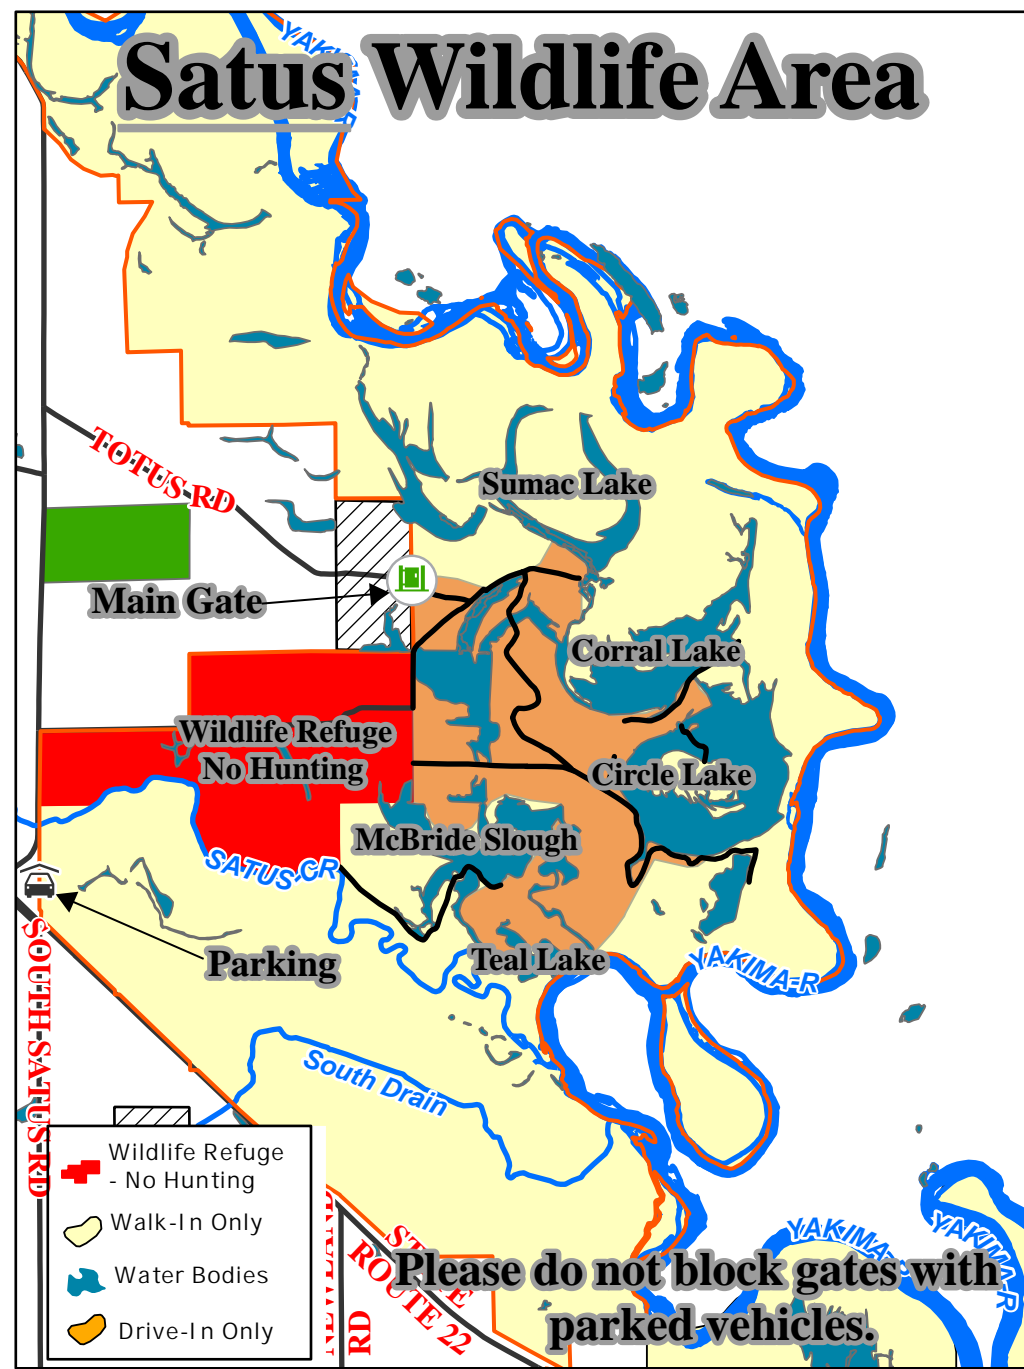 Satus Wildlife Area
YAKIMA-R
TOTUS RD
Sumac Lake
Main Gate
Corral Lake
Wildlife Refuge
No Hunting
Circle Lake
McBride Slough
SATUS CR
Parking
Teal Lake
YAKIMA-R
SOUTH SATUS RD
South Drain
Wildlife Refuge
- No Hunting
Walk-In Only
Water Bodies
Drive-In Only
NEWLAND
RD
STATE
ROUTE 22
YAKIMA-R
YAKIMA-R
Please do not block gates with
parked vehicles.